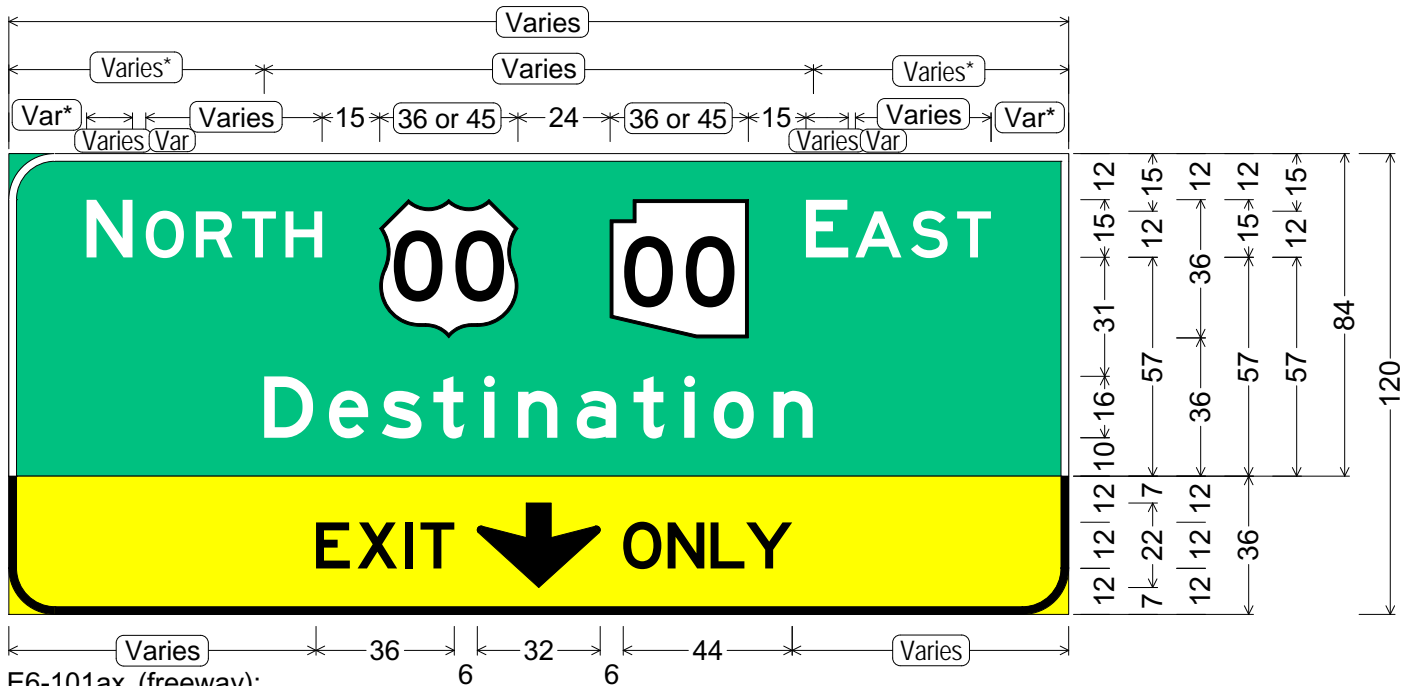 Varies
Varies* Varies Varies*
Var* Varies 15 36 or 45 24 36 or 45 15 Varies Var*
Varies Var Varies Var
NORTH 00 00 EAST
Destination
EXIT ONLY
12 15 31 16 10 12 12 12
15 12 57 7 22 7
12 36 36 12 12 12
12 15 57 36
15 12 57
84
120
Varies 36 32 44 Varies
6 6
E6-101ax (freeway):